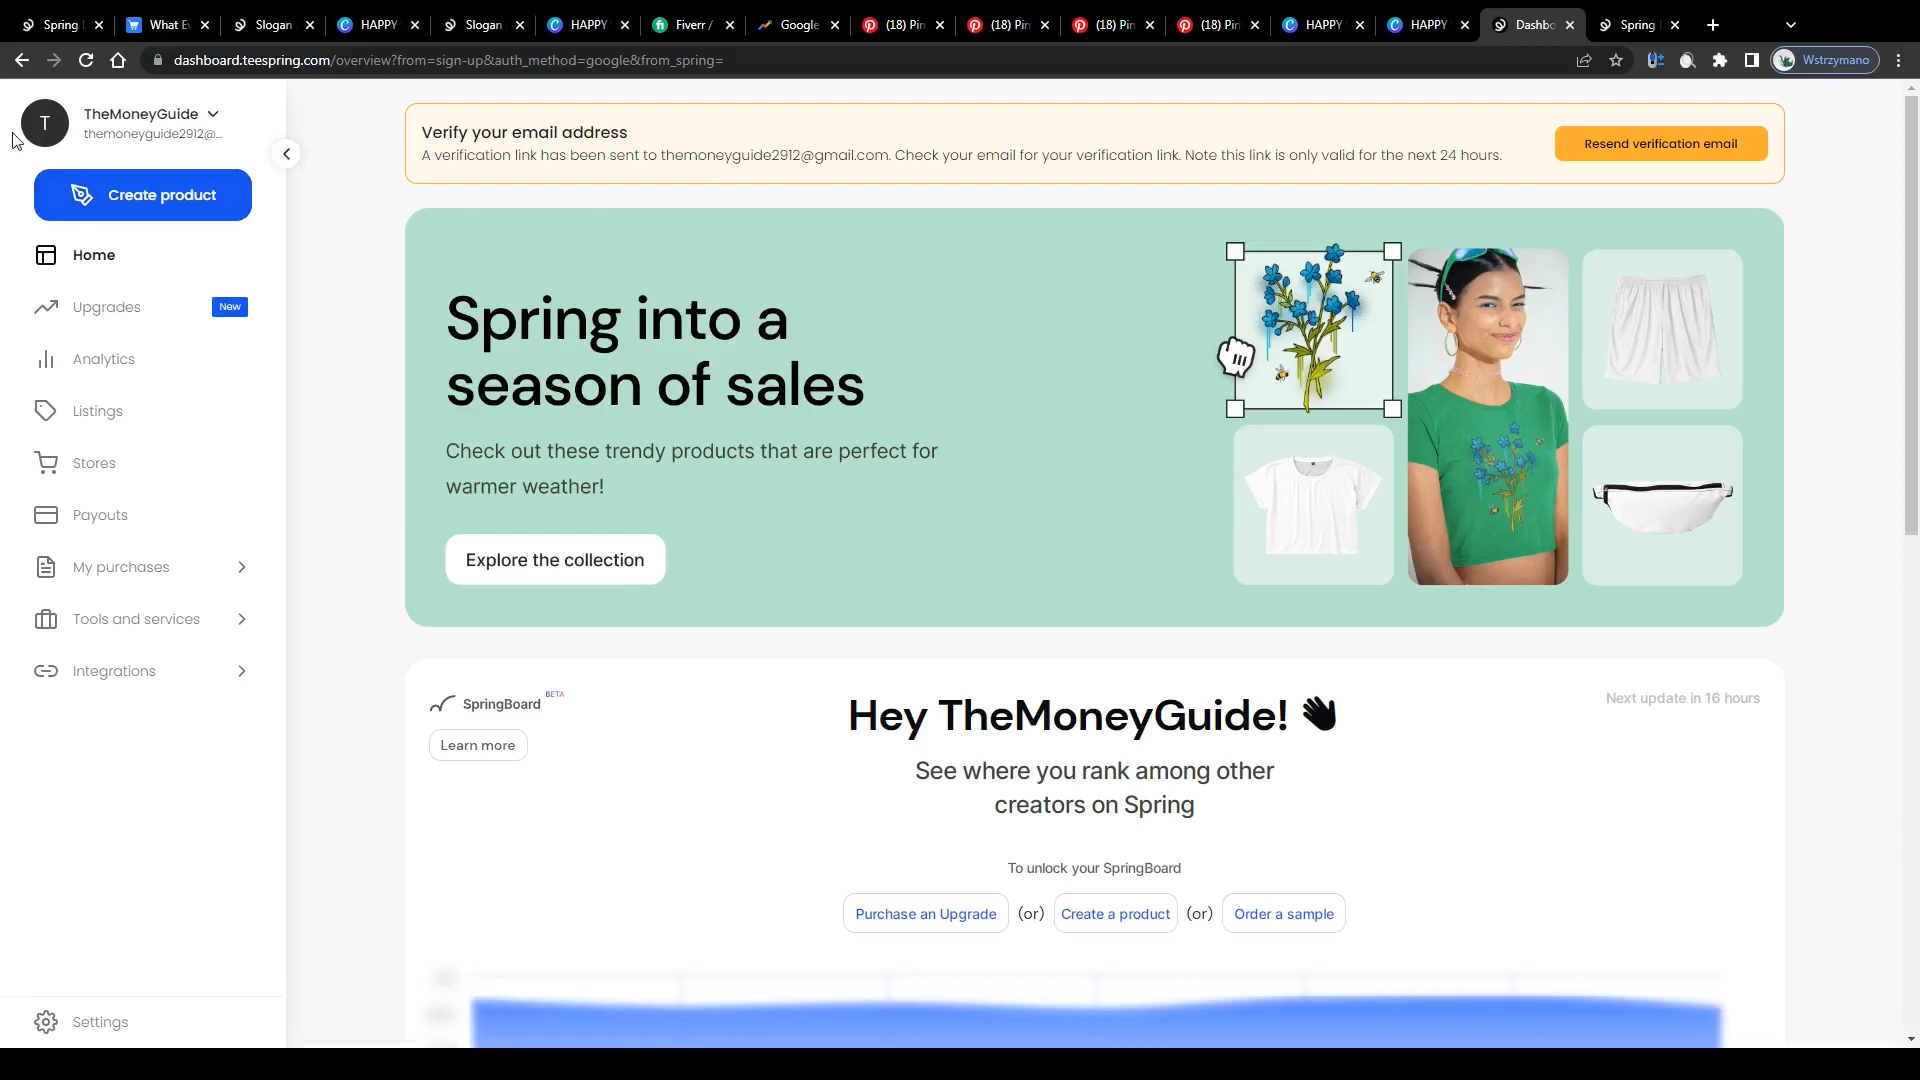 Spring
What E
Slogan
HAPPY
Slogan
HAPPY
Fiverr /
Google
(18) Pin
(18) Pin
(18) Pin
(18) Pin
HAPPY
HAPPY
Dashbo
Spring
dashboard.teespring.com/overview?from=sign-up&auth_method=google&from_spring=
Wstrzymano
T
TheMoneyGuide
themoneyguide2912@...
Create product
Home
Upgrades
New
Analytics
Listings
Stores
Payouts
My purchases
Tools and services
Integrations
Settings
Verify your email address
A verification link has been sent to themoneyguide2912@gmail.com. Check your email for your verification link. Note this link is only valid for the next 24 hours.
Resend verification email
Spring into a
season of sales
Check out these trendy products that are perfect for
warmer weather!
Explore the collection
SpringBoard
BETA
Learn more
Hey TheMoneyGuide!
Next update in 16 hours
See where you rank among other
creators on Spring
To unlock your SpringBoard
Purchase an Upgrade
(or)
Create a product
(or)
Order a sample